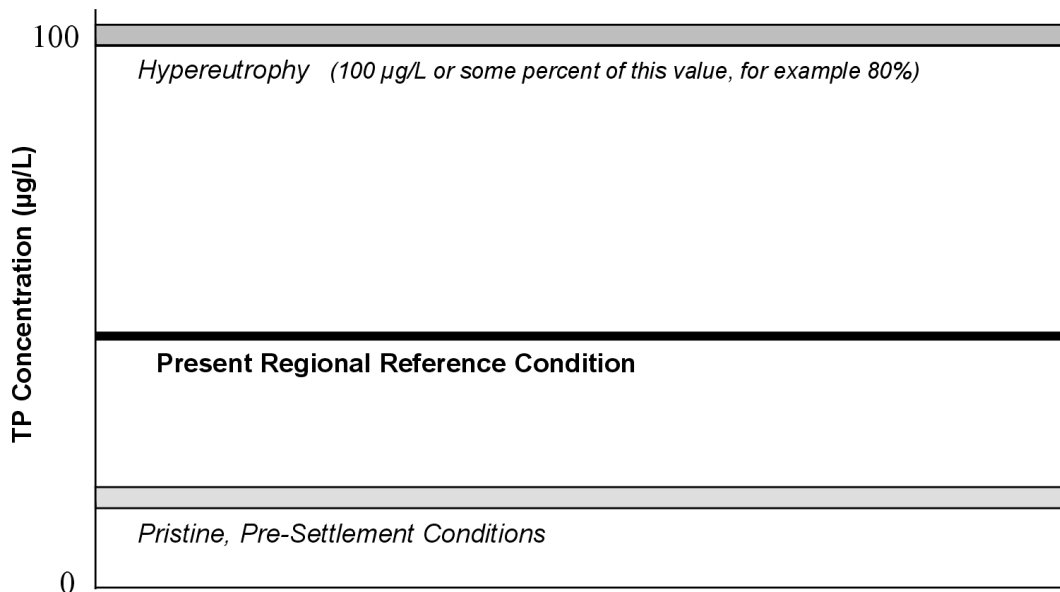 100
Hypereutrophy (100 µg/L or some percent of this value, for example 80%)
TP Concentration (µg/L)
Present Regional Reference Condition
Pristine, Pre-Settlement Conditions
0